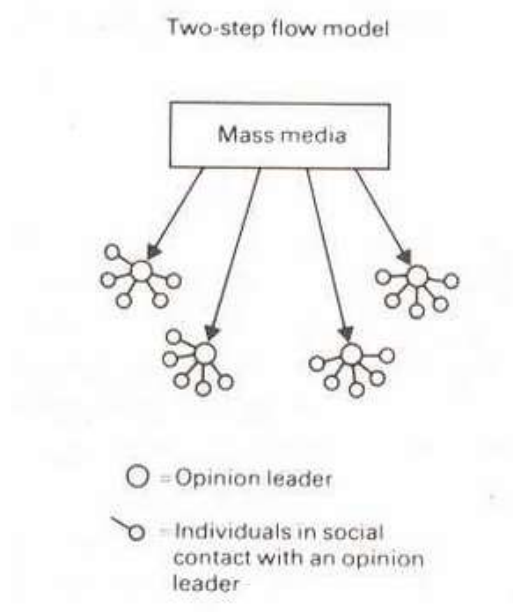 Two-step flow model
Mass media
= Opinion leader
= Individuals in social
contact with an opinion
leader